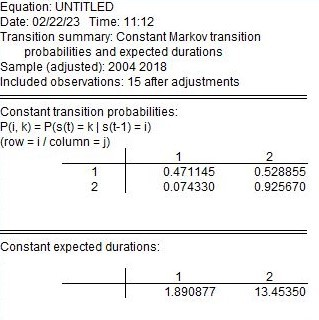 Equation: UNTITLED
Date: 02/22/23 Time: 11:12
Transition summary: Constant Markov transition
probabilities and expected durations
Sample (adjusted): 2004 2018
Included observations: 15 after adjustments
Constant transition probabilities:
P(i, k) = P(s(t) = k | s(t-1) = i)
(row = i / column = j)
1 2
1 0.471145 0.528855
2 0.074330 0.925670
Constant expected durations:
1 2
1.890877 13.45350